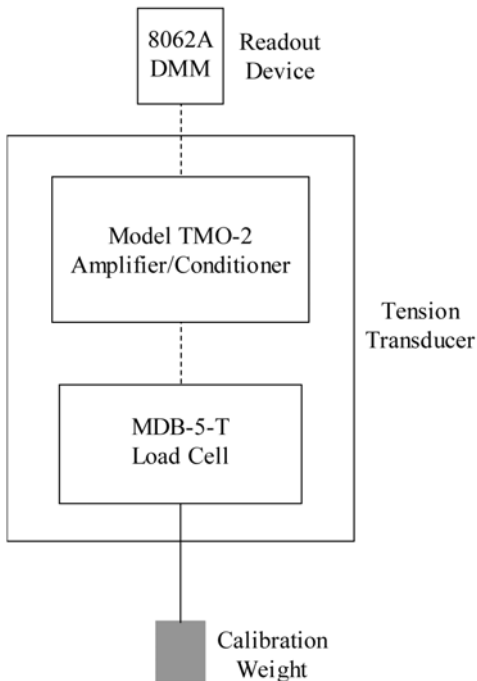 8062A
DMM
Readout
Device
Model TMO-2
Amplifier/Conditioner
Tension
Transducer
MDB-5-T
Load Cell
Calibration
Weight